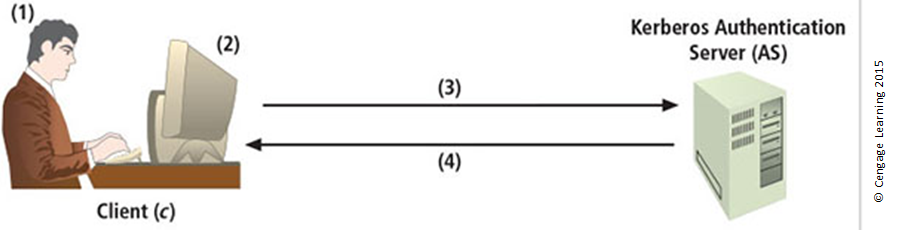 (1)
(2)
Kerberos Authentication
Server (AS)
(3)
(4)
Client (c)
© Cengage Learning 2015